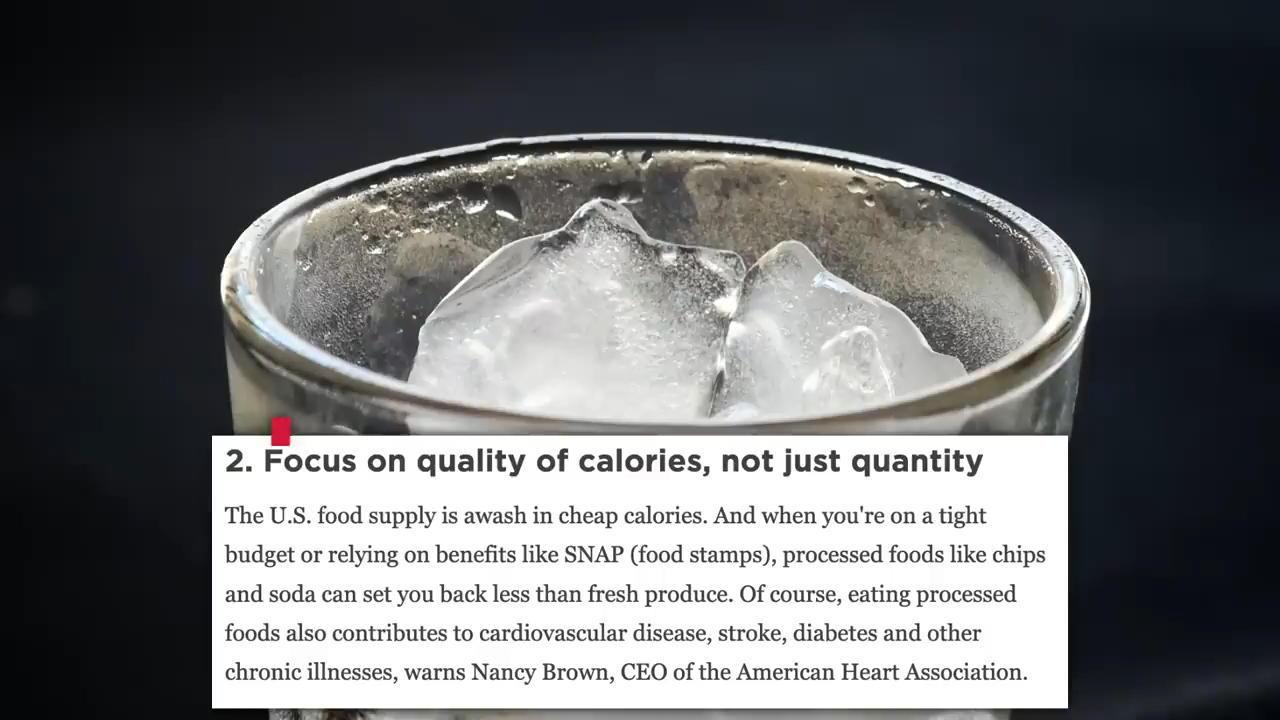 2. Focus on quality of calories, not just quantity
The U.S. food supply is awash in cheap calories. And when you're on a tight
budget or relying on benefits like SNAP (food stamps), processed foods like chips
and soda can set you back less than fresh produce. Of course, eating processed
foods also contributes to cardiovascular disease, stroke, diabetes and other
chronic illnesses, warns Nancy Brown, CEO of the American Heart Association.